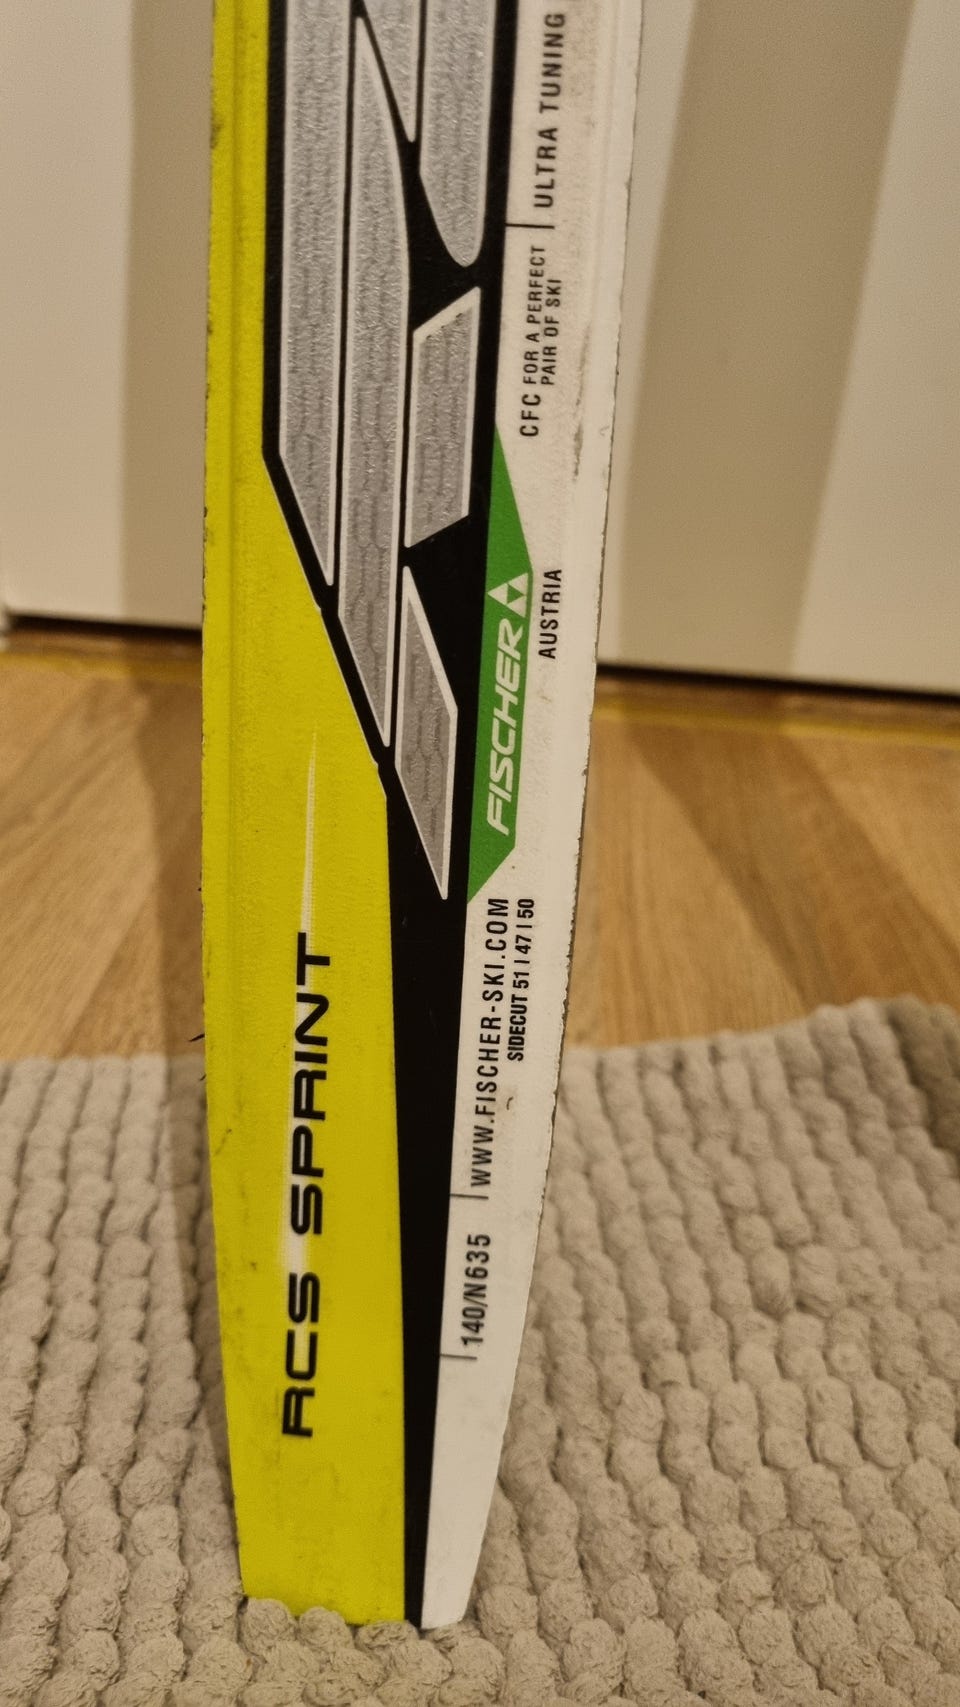 ULTRA TUNING
CFC FOR A PERFECT
PAIR OF SKI
AUSTRIA
FISCHER
WWW.FISCHER-SKI.COM
SIDECUT 51 I 47 I 50
140/N635
RCS SPRINT